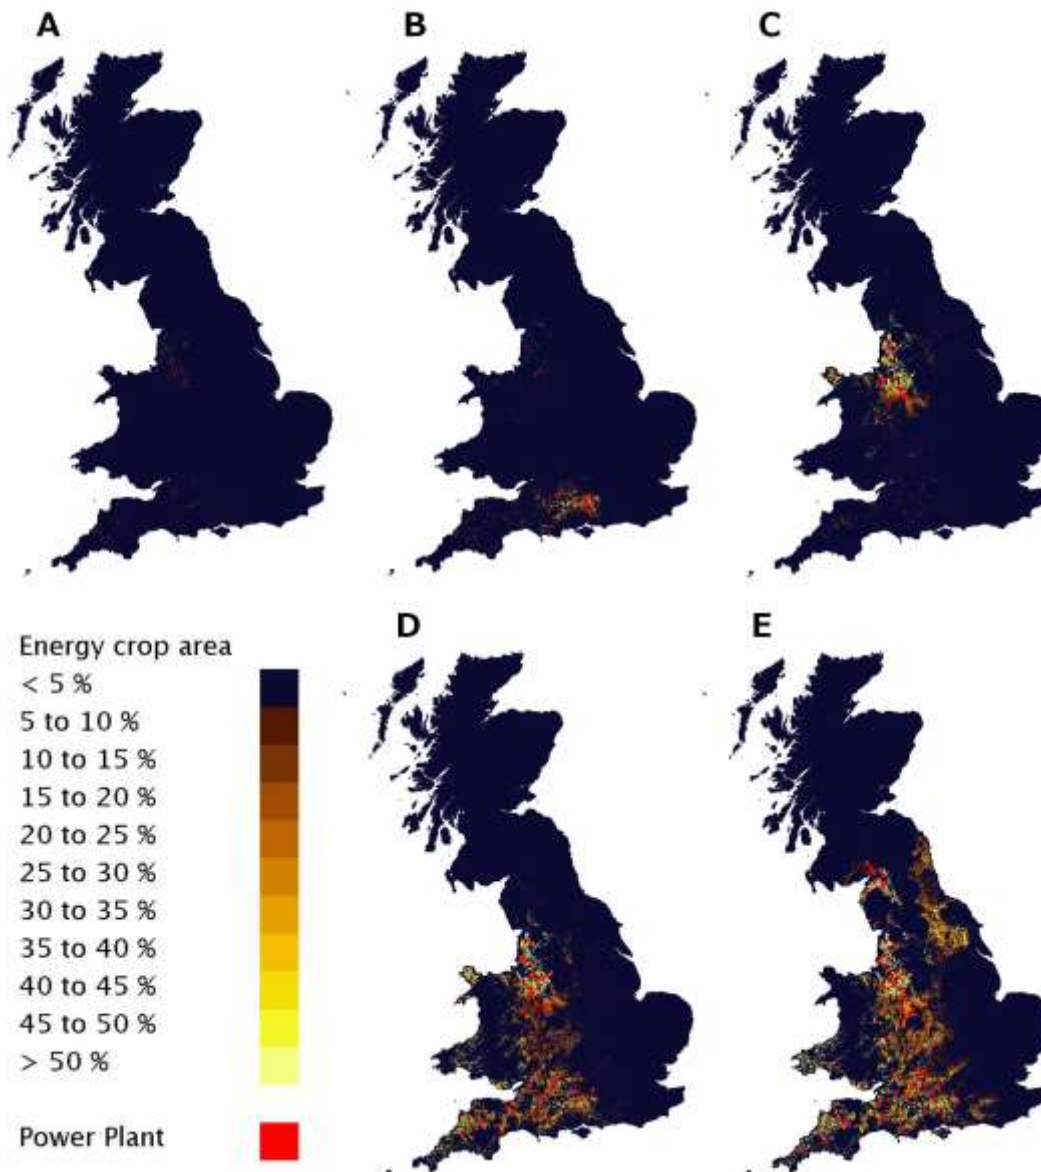 A
B
C
D
E
Energy crop area
< 5 %
5 to 10 %
10 to 15 %
15 to 20 %
20 to 25 %
25 to 30 %
30 to 35 %
35 to 40 %
40 to 45 %
45 to 50 %
> 50 %
Power Plant